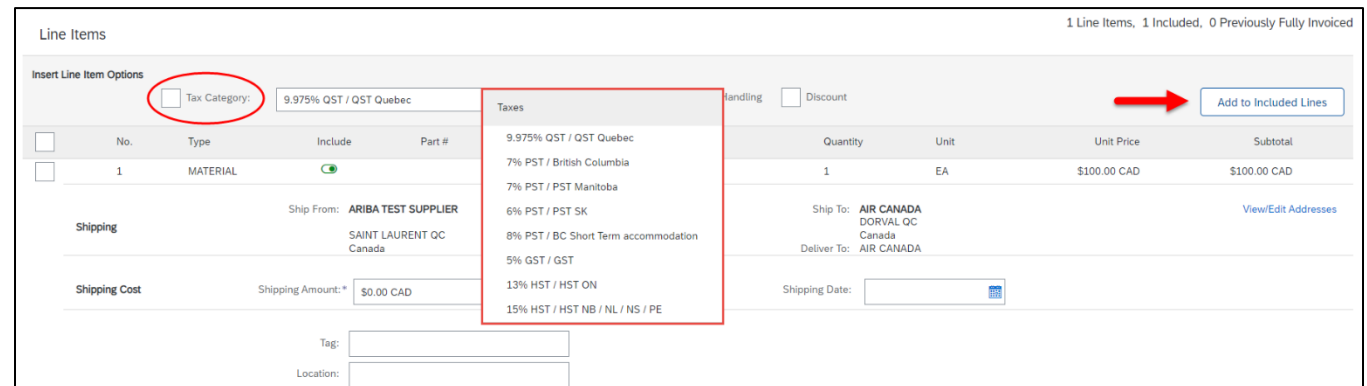 1 Line Items, 1 Included, 0 Previously Fully Invoiced
Line Items
Insert Line Item Options
Tax Category: 9.975% QST / QST Quebec Handling Discount Add to Included Lines
Taxes
9.975% QST / QST Quebec
7% PST / British Columbia
7% PST / PST Manitoba
6% PST / PST SK
8% PST / BC Short Term accommodation
5% GST / GST
13% HST / HST ON
15% HST / HST NB / NL / NS / PE
No. Type Include Part # Quantity Unit Unit Price Subtotal
1 MATERIAL 1 EA $100.00 CAD $100.00 CAD
Shipping
Ship From: ARIBA TEST SUPPLIER
SAINT LAURENT QC
Canada
Ship To: AIR CANADA
DORVAL QC
Canada
Deliver To: AIR CANADA
View/Edit Addresses
Shipping Cost
Shipping Amount:* $0.00 CAD
Shipping Date:
Tag:
Location: